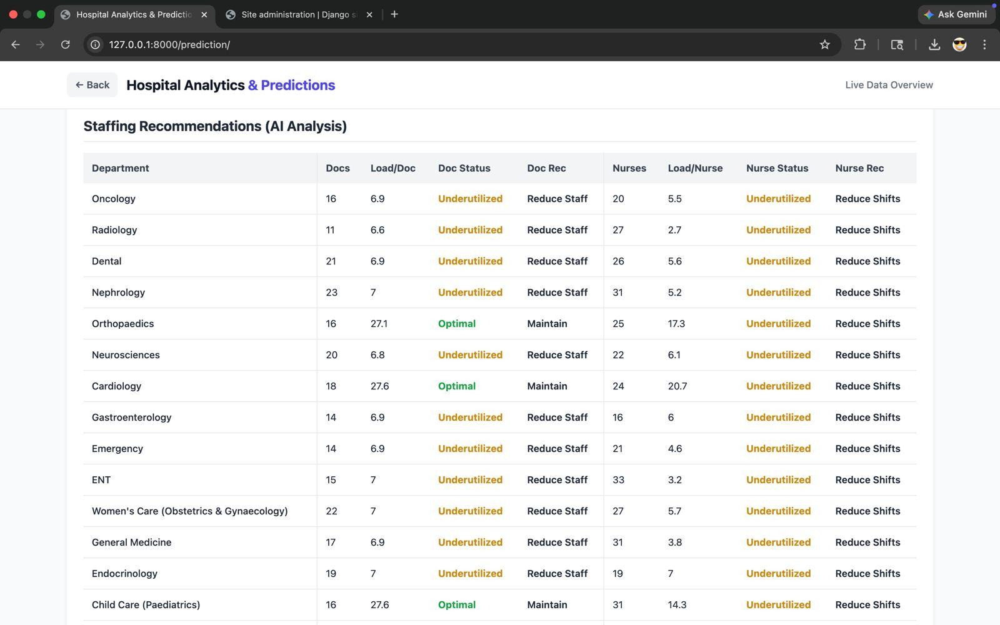 Hospital Analytics & Predictio
Site administration | Django s
Ask Gemini
127.0.0.1:8000/prediction/
← Back
Hospital Analytics & Predictions
Live Data Overview
Staffing Recommendations (AI Analysis)
Department Docs Load/Doc Doc Status Doc Rec Nurses Load/Nurse Nurse Status Nurse Rec
Oncology 16 6.9 Underutilized Reduce Staff 20 5.5 Underutilized Reduce Shifts
Radiology 11 6.6 Underutilized Reduce Staff 27 2.7 Underutilized Reduce Shifts
Dental 21 6.9 Underutilized Reduce Staff 26 5.6 Underutilized Reduce Shifts
Nephrology 23 7 Underutilized Reduce Staff 31 5.2 Underutilized Reduce Shifts
Orthopaedics 16 27.1 Optimal Maintain 25 17.3 Underutilized Reduce Shifts
Neurosciences 20 6.8 Underutilized Reduce Staff 22 6.1 Underutilized Reduce Shifts
Cardiology 18 27.6 Optimal Maintain 24 20.7 Underutilized Reduce Shifts
Gastroenterology 14 6.9 Underutilized Reduce Staff 16 6 Underutilized Reduce Shifts
Emergency 14 6.9 Underutilized Reduce Staff 21 4.6 Underutilized Reduce Shifts
ENT 15 7 Underutilized Reduce Staff 33 3.2 Underutilized Reduce Shifts
Women's Care (Obstetrics & Gynaecology) 22 7 Underutilized Reduce Staff 27 5.7 Underutilized Reduce Shifts
General Medicine 17 6.9 Underutilized Reduce Staff 31 3.8 Underutilized Reduce Shifts
Endocrinology 19 7 Underutilized Reduce Staff 19 7 Underutilized Reduce Shifts
Child Care (Paediatrics) 16 27.6 Optimal Maintain 31 14.3 Underutilized Reduce Shifts